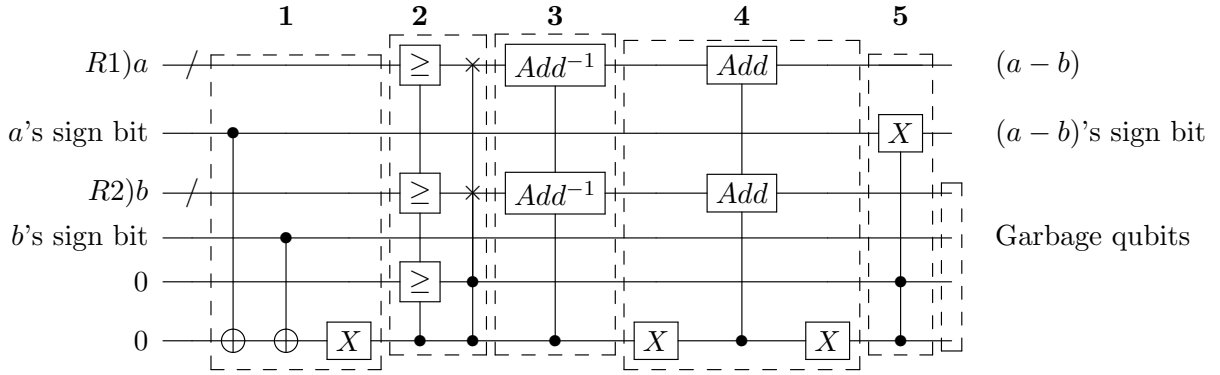 1 2 3 4 5
R1)a / ≥ Add⁻¹ Add (a − b)
a's sign bit X (a − b)'s sign bit
R2)b / ≥ Add⁻¹ Add
b's sign bit Garbage qubits
0 ≥
0 X X X